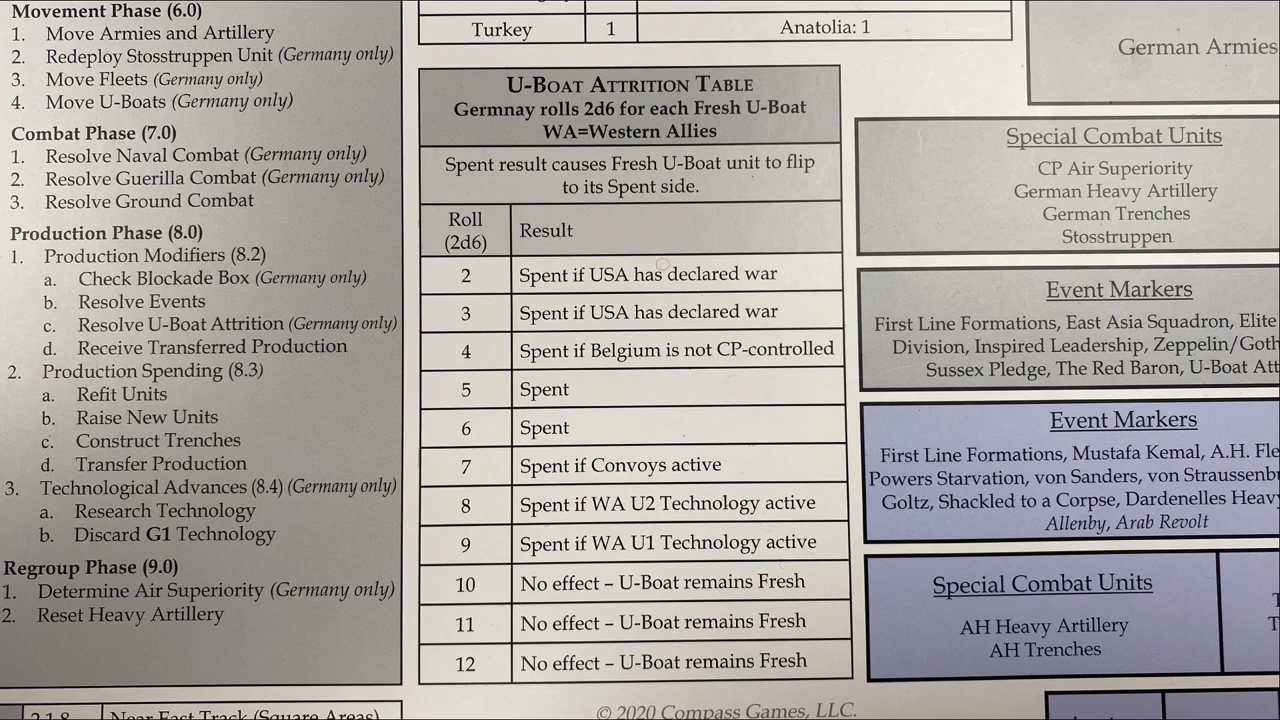 Movement Phase (6.0)
1. Move Armies and Artillery
2. Redeploy Stosstruppen Unit (Germany only)
3. Move Fleets (Germany only)
4. Move U-Boats (Germany only)
Combat Phase (7.0)
1. Resolve Naval Combat (Germany only)
2. Resolve Guerilla Combat (Germany only)
3. Resolve Ground Combat
Production Phase (8.0)
1. Production Modifiers (8.2)
a. Check Blockade Box (Germany only)
b. Resolve Events
c. Resolve U-Boat Attrition (Germany only)
d. Receive Transferred Production
2. Production Spending (8.3)
a. Refit Units
b. Raise New Units
c. Construct Trenches
d. Transfer Production
3. Technological Advances (8.4) (Germany only)
a. Research Technology
b. Discard G1 Technology
Regroup Phase (9.0)
1. Determine Air Superiority (Germany only)
2. Reset Heavy Artillery
Near East Track (Square Areas)
Turkey 1 Anatolia: 1
U-Boat Attrition Table
Germnay rolls 2d6 for each Fresh U-Boat
WA=Western Allies
Spent result causes Fresh U-Boat unit to flip
to its Spent side.
Roll
(2d6) Result
2 Spent if USA has declared war
3 Spent if USA has declared war
4 Spent if Belgium is not CP-controlled
5 Spent
6 Spent
7 Spent if Convoys active
8 Spent if WA U2 Technology active
9 Spent if WA U1 Technology active
10 No effect – U-Boat remains Fresh
11 No effect – U-Boat remains Fresh
12 No effect – U-Boat remains Fresh
© 2020 Compass Games, LLC.
German Armies
Special Combat Units
CP Air Superiority
German Heavy Artillery
German Trenches
Stosstruppen
Event Markers
First Line Formations, East Asia Squadron, Elite
Division, Inspired Leadership, Zeppelin/Goth
Sussex Pledge, The Red Baron, U-Boat Att
Event Markers
First Line Formations, Mustafa Kemal, A.H. Fle
Powers Starvation, von Sanders, von Straussenbu
Goltz, Shackled to a Corpse, Dardenelles Heavy
Allenby, Arab Revolt
Special Combat Units
AH Heavy Artillery
AH Trenches